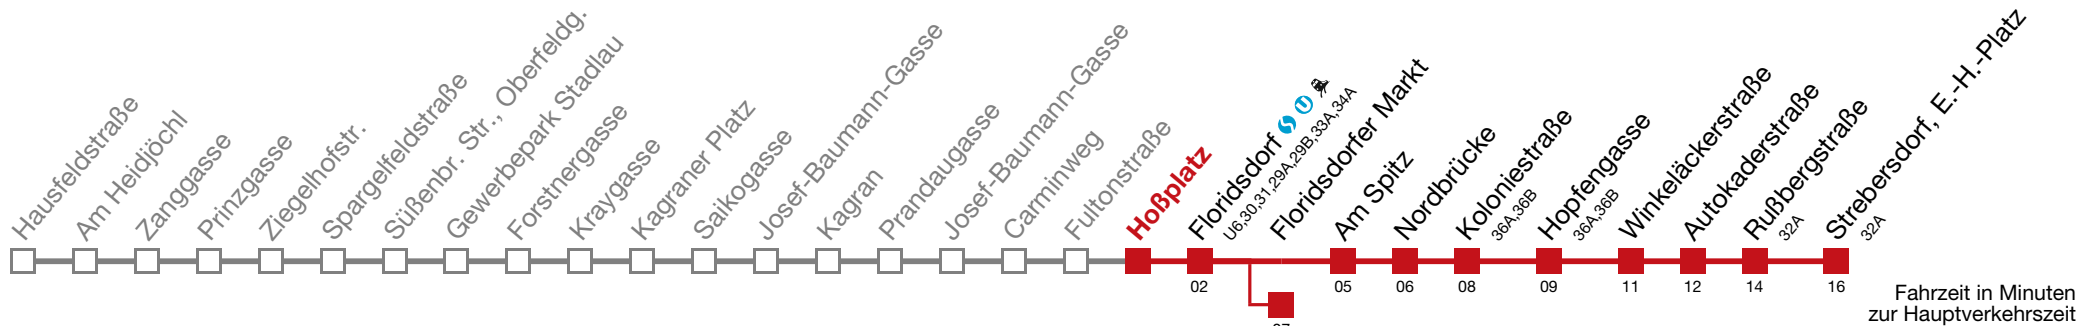 Hausfeldstraße
Am Heidjöchl
Zanggasse
Prinzgasse
Ziegelhofstr.
Spargelfeldstraße
Süßenbr. Str., Oberfeldg.
Gewerbepark Stadlau
Forstnergasse
Kraygasse
Kagraner Platz
Saikogasse
Josef-Baumann-Gasse
Kagran
Prandaugasse
Josef-Baumann-Gasse
Carminweg
Fultonstraße
Hoßplatz
Floridsdorf S U
U6,30,31,29A,29B,33A,34A
Floridsdorfer Markt
Am Spitz
Nordbrücke
Koloniestraße
36A,36B
Hopfengasse
36A,36B
Winkeläckerstraße
Autokaderstraße
Rußbergstraße
32A
Strebersdorf, E.-H.-Platz
32A
02
05
06
08
09
11
12
14
16
Fahrzeit in Minuten
zur Hauptverkehrszeit